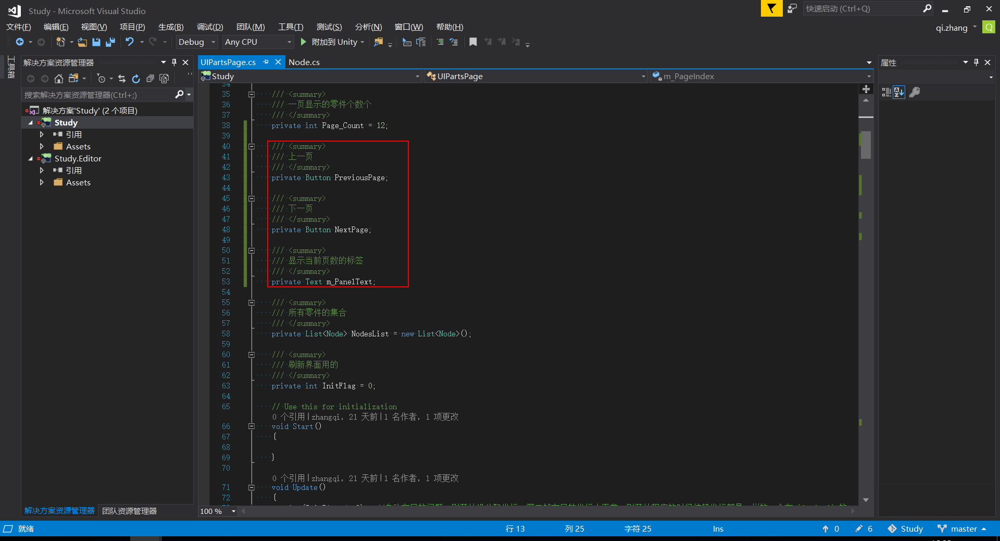 Study - Microsoft Visual Studio
快速启动 (Ctrl+Q)
文件(F) 编辑(E) 视图(V) 项目(P) 生成(B) 调试(D) 团队(M) 工具(T) 测试(S) 分析(N) 窗口(W) 帮助(H)
qi.zhang Q
Debug Any CPU 附加到 Unity
工具箱
解决方案资源管理器
搜索解决方案资源管理器(Ctrl+;)
解决方案'Study' (2 个项目)
Study
引用
Assets
Study.Editor
引用
Assets
解决方案资源管理器 团队资源管理器
UIPartsPage.cs Node.cs
Study UIPartsPage m_PageIndex
34
35 /// <summary>
36 /// 一页显示的零件个数个
37 /// </summary>
38 private int Page_Count = 12;
39
40 /// <summary>
41 /// 上一页
42 /// </summary>
43 private Button PreviousPage;
44
45 /// <summary>
46 /// 下一页
47 /// </summary>
48 private Button NextPage;
49
50 /// <summary>
51 /// 显示当前页数的标签
52 /// </summary>
53 private Text m_PanelText;
54
55 /// <summary>
56 /// 所有零件的集合
57 /// </summary>
58 private List<Node> NodesList = new List<Node>();
59
60 /// <summary>
61 /// 刷新界面用的
62 /// </summary>
63 private int InitFlag = 0;
64
65 // Use this for initialization
0 个引用|zhangqi，21 天前|1 名作者，1 项更改
66 void Start()
67 {
68
69 }
70
0 个引用|zhangqi，21 天前|1 名作者，1 项更改
71 void Update()
72 {
100 %
属性
就绪 行 13 列 25 字符 25 Ins 0 6 Study master